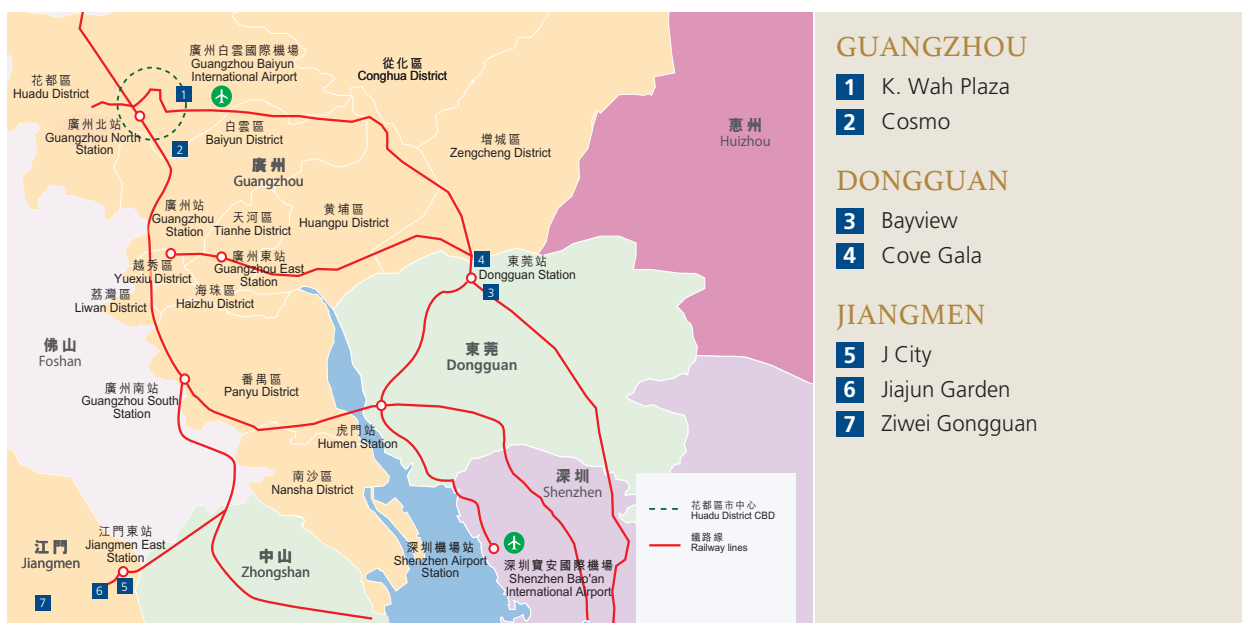 廣州白雲國際機場
Guangzhou Baiyun
International Airport
從化區
Conghua District
花都區
Huadu District
1
廣州北站
Guangzhou North
Station
白雲區
Baiyun District
增城區
Zengcheng District
惠州
Huizhou
2
廣州
Guangzhou
廣州站
Guangzhou
Station
天河區
Tianhe District
黄埔區
Huangpu District
越秀區
Yuexiu District
廣州東站
Guangzhou East
Station
4
東莞站
Dongguan Station
3
荔灣區
Liwan District
海珠區
Haizhu District
佛山
Foshan
東莞
Dongguan
廣州南站
Guangzhou South
Station
番禺區
Panyu District
虎門站
Humen Station
南沙區
Nansha District
深圳
Shenzhen
江門東站
Jiangmen East
Station
江門
Jiangmen
中山
Zhongshan
深圳機場站
Shenzhen Airport
Station
深圳寶安國際機場
Shenzhen Bao'an
International Airport
6
5
7
花都區市中心
Huadu District CBD
鐵路線
Railway lines
GUANGZHOU
1 K. Wah Plaza
2 Cosmo
DONGGUAN
3 Bayview
4 Cove Gala
JIANGMEN
5 J City
6 Jiajun Garden
7 Ziwei Gongguan